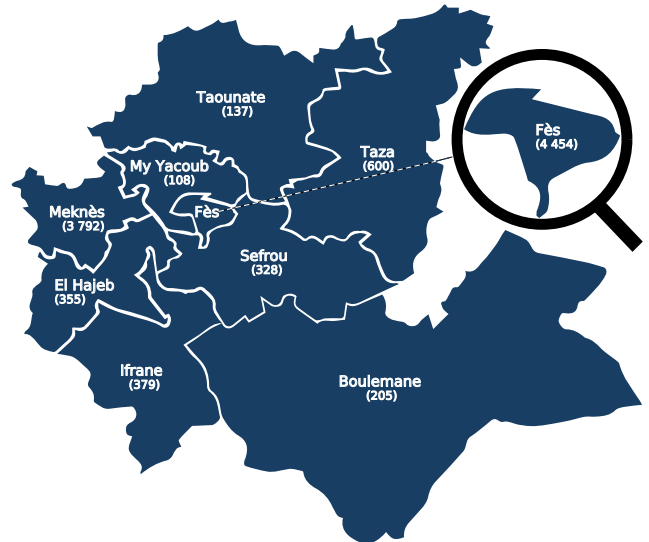 Taounate
(137)
Fès
(4 454)
Taza
(600)
My Yacoub
(108)
Meknès
(3 792)
Fès
Sefrou
(328)
El Hajeb
(355)
Ifrane
(379)
Boulemane
(205)